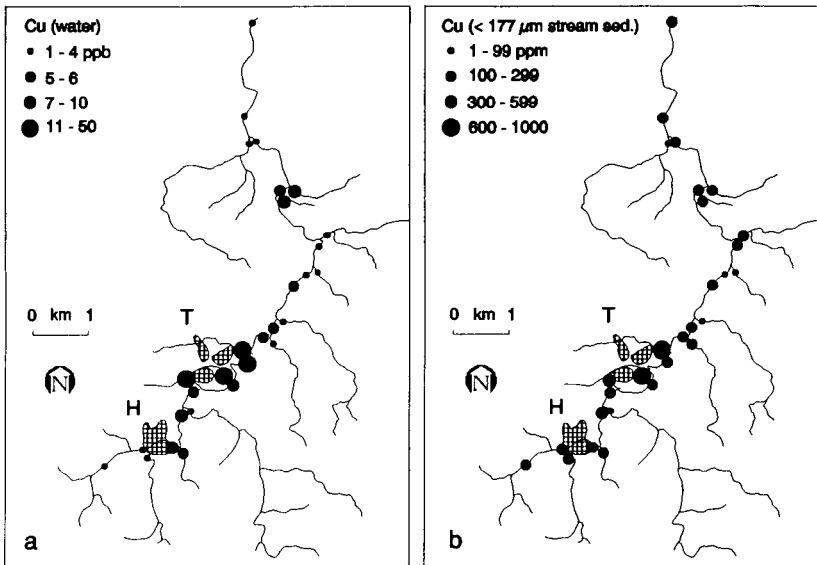 Cu (water)
1 - 4 ppb
5 - 6
7 - 10
11 - 50
0 km 1
T
N
H
a
Cu (< 177 μm stream sed.)
1 - 99 ppm
100 - 299
300 - 599
600 - 1000
0 km 1
T
N
H
b